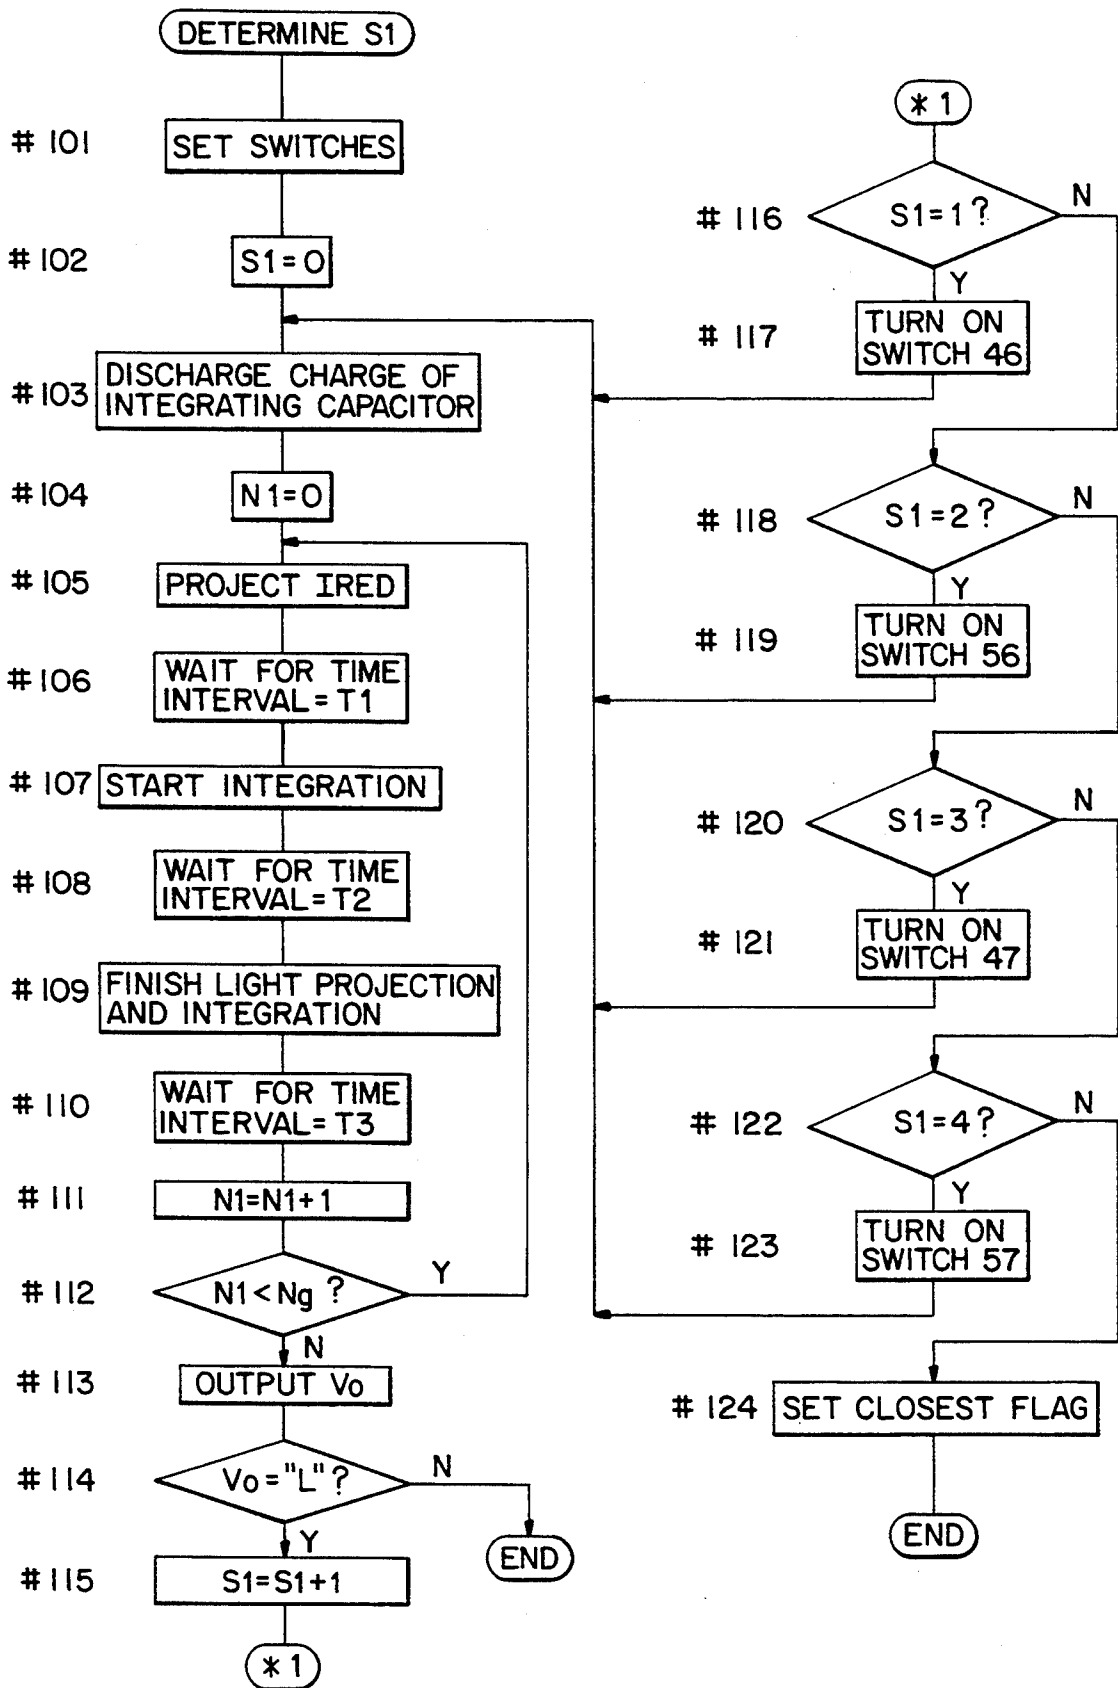 DETERMINE S1
# 101
SET SWITCHES
# 102
S1=0
# 103
DISCHARGE CHARGE OF
INTEGRATING CAPACITOR
# 104
N1=0
# 105
PROJECT IRED
# 106
WAIT FOR TIME
INTERVAL=T1
# 107
START INTEGRATION
# 108
WAIT FOR TIME
INTERVAL=T2
# 109
FINISH LIGHT PROJECTION
AND INTEGRATION
# 110
WAIT FOR TIME
INTERVAL=T3
# 111
N1=N1+1
# 112
N1<Ng ?
Y
N
# 113
OUTPUT Vo
# 114
Vo="L"?
N
Y
END
# 115
S1=S1+1
*1
*1
# 116
S1=1?
N
Y
# 117
TURN ON
SWITCH 46
# 118
S1=2?
N
Y
# 119
TURN ON
SWITCH 56
# 120
S1=3?
N
Y
# 121
TURN ON
SWITCH 47
# 122
S1=4?
N
Y
# 123
TURN ON
SWITCH 57
# 124
SET CLOSEST FLAG
END